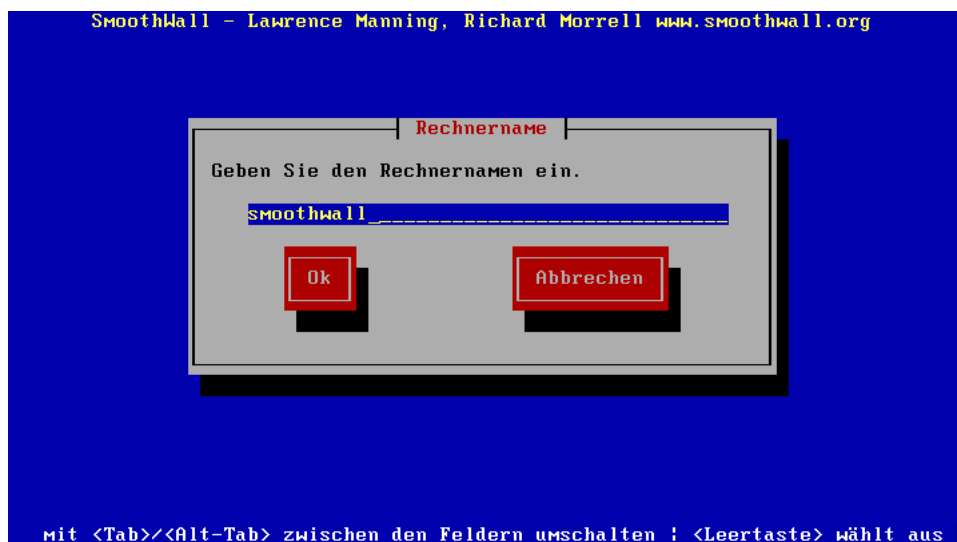 SmoothWall - Lawrence Manning, Richard Morrell www.smoothwall.org
Rechnername
Geben Sie den Rechnernamen ein.
smoothwall
Ok
Abbrechen
mit <Tab>/<Alt-Tab> zwischen den Feldern umschalten ¦ <Leertaste> wählt aus